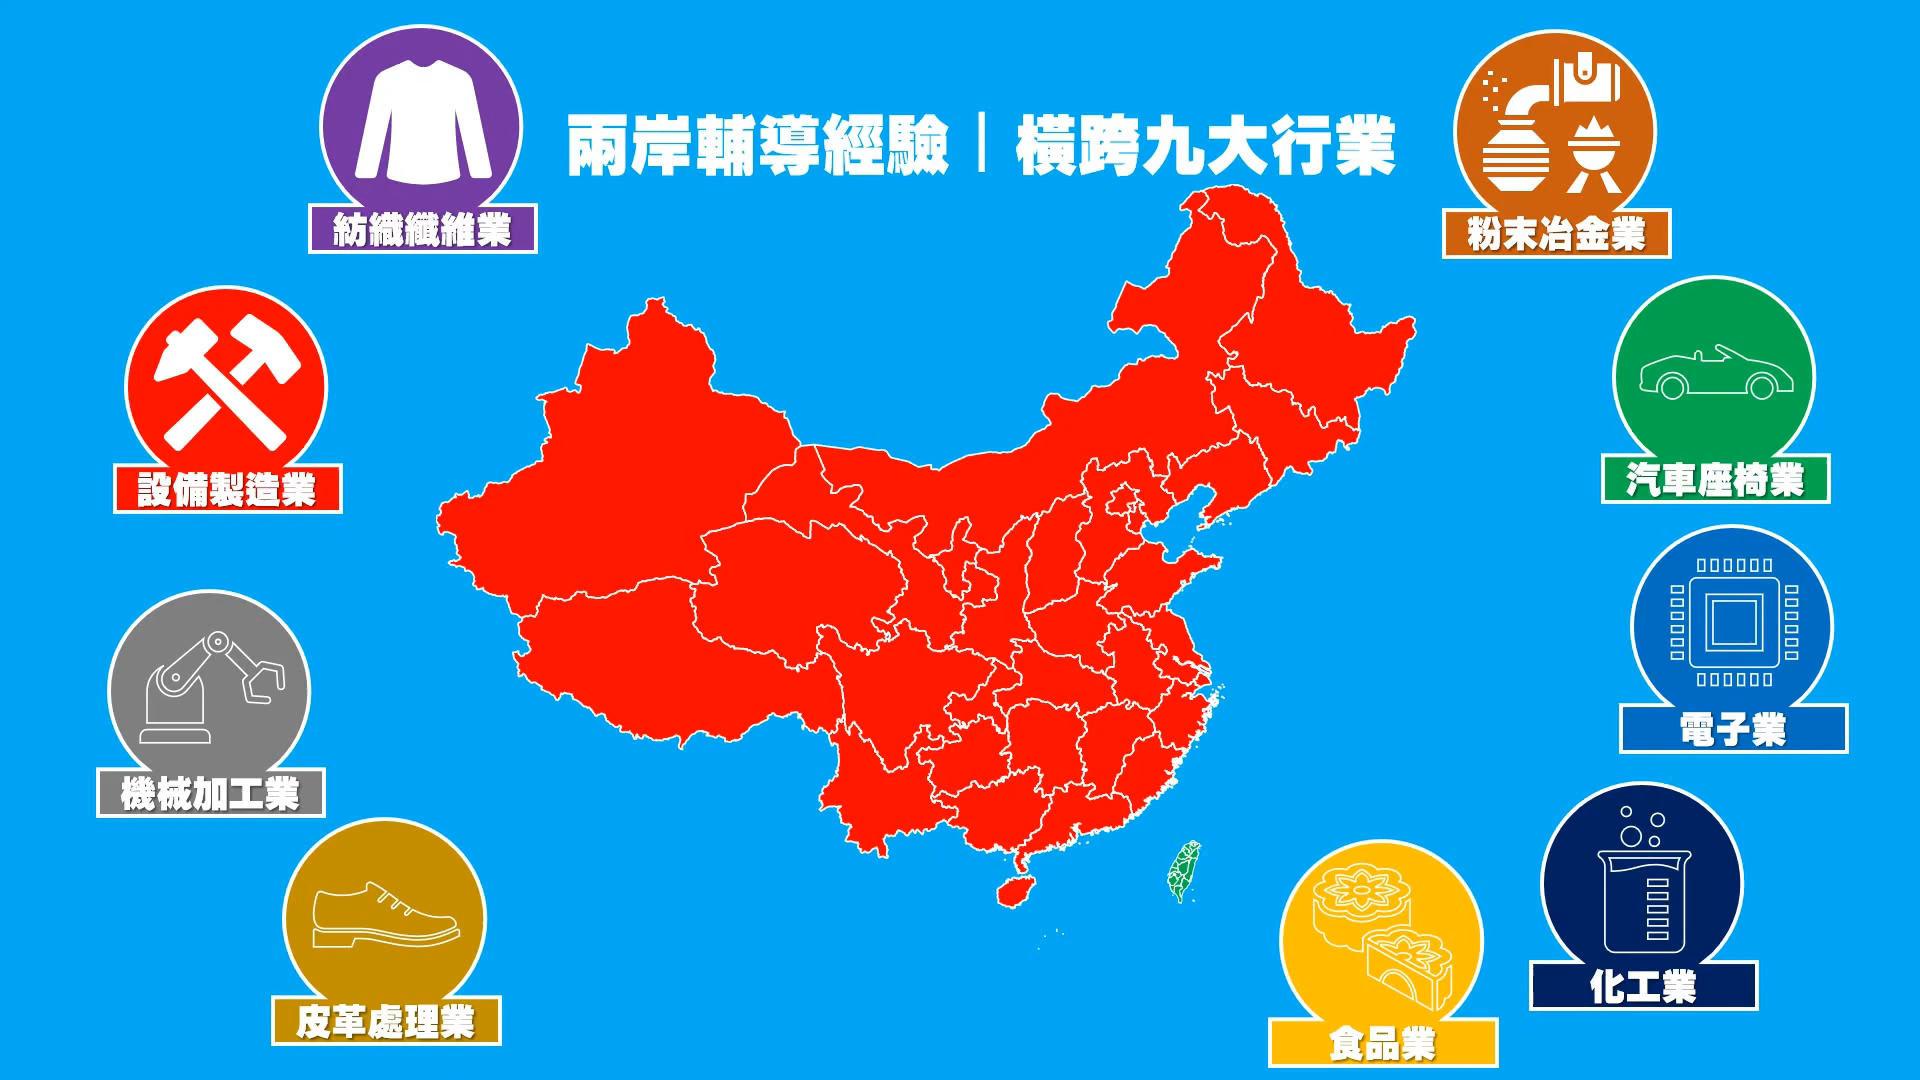 兩岸輔導經驗｜橫跨九大行業
紡織纖維業
粉末冶金業
設備製造業
汽車座椅業
機械加工業
電子業
皮革處理業
化工業
食品業